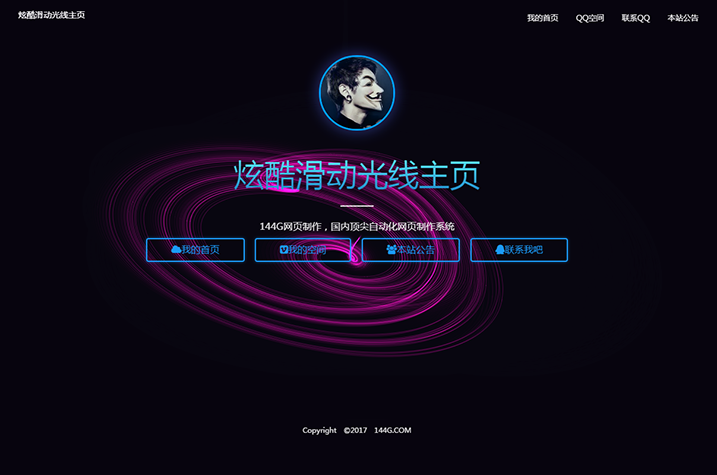 炫酷滑动光线主页
我的首页 QQ空间 联系QQ 本站公告
炫酷滑动光线主页
144G网页制作，国内顶尖自动化网页制作系统
我的首页 我的空间 本站公告 联系我吧
Copyright ©2017 144G.COM